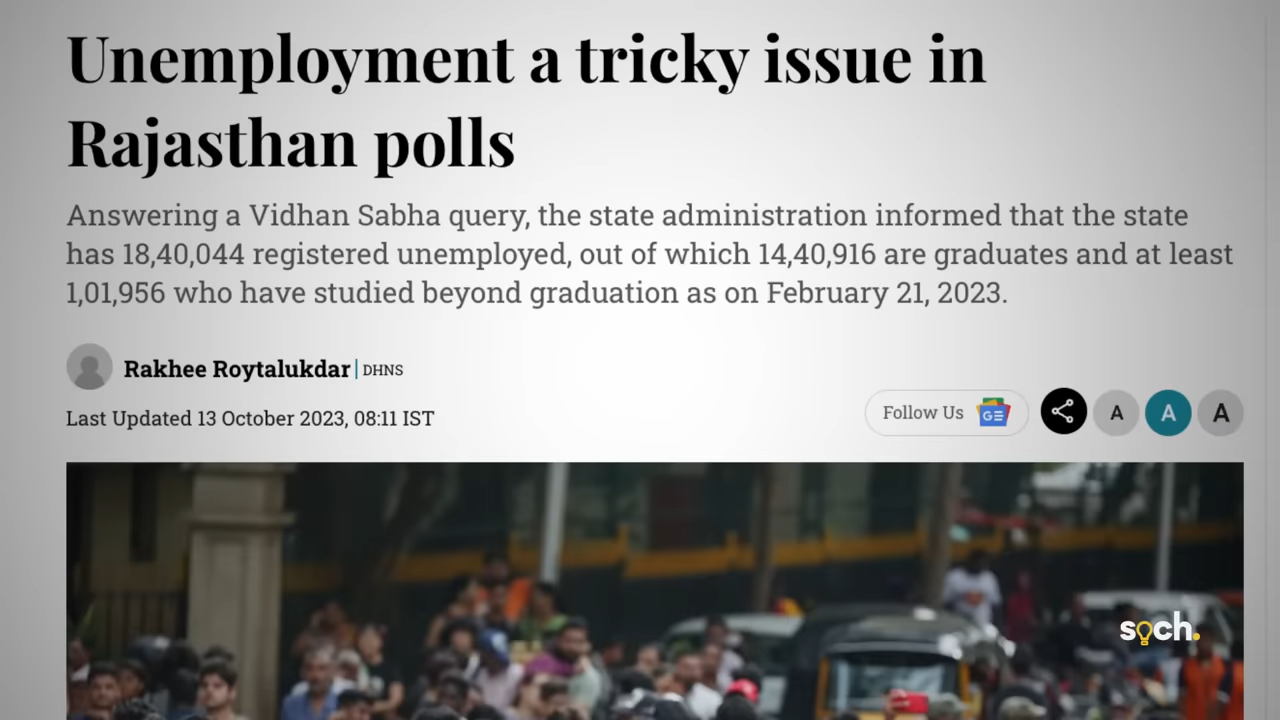 Unemployment a tricky issue in
Rajasthan polls
Answering a Vidhan Sabha query, the state administration informed that the state
has 18,40,044 registered unemployed, out of which 14,40,916 are graduates and at least
1,01,956 who have studied beyond graduation as on February 21, 2023.
Rakhee Roytalukdar | DHNS
Last Updated 13 October 2023, 08:11 IST
Follow Us GE A A A
soch.